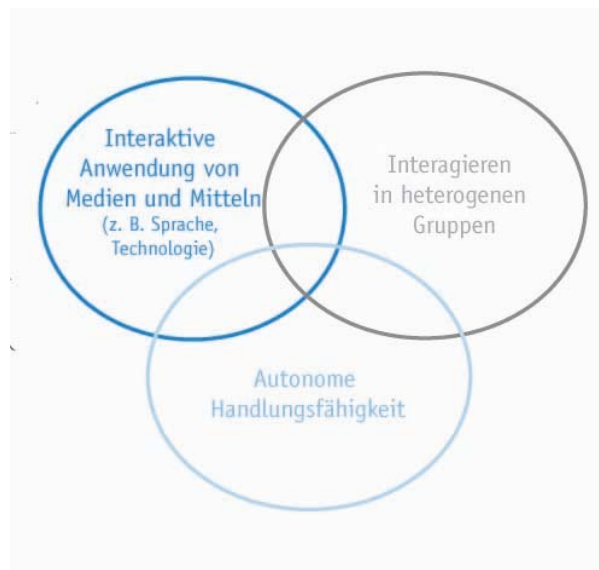 Interaktive
Anwendung von
Medien und Mitteln
(z. B. Sprache,
Technologie)
Interagieren
in heterogenen
Gruppen
Autonome
Handlungsfähigkeit